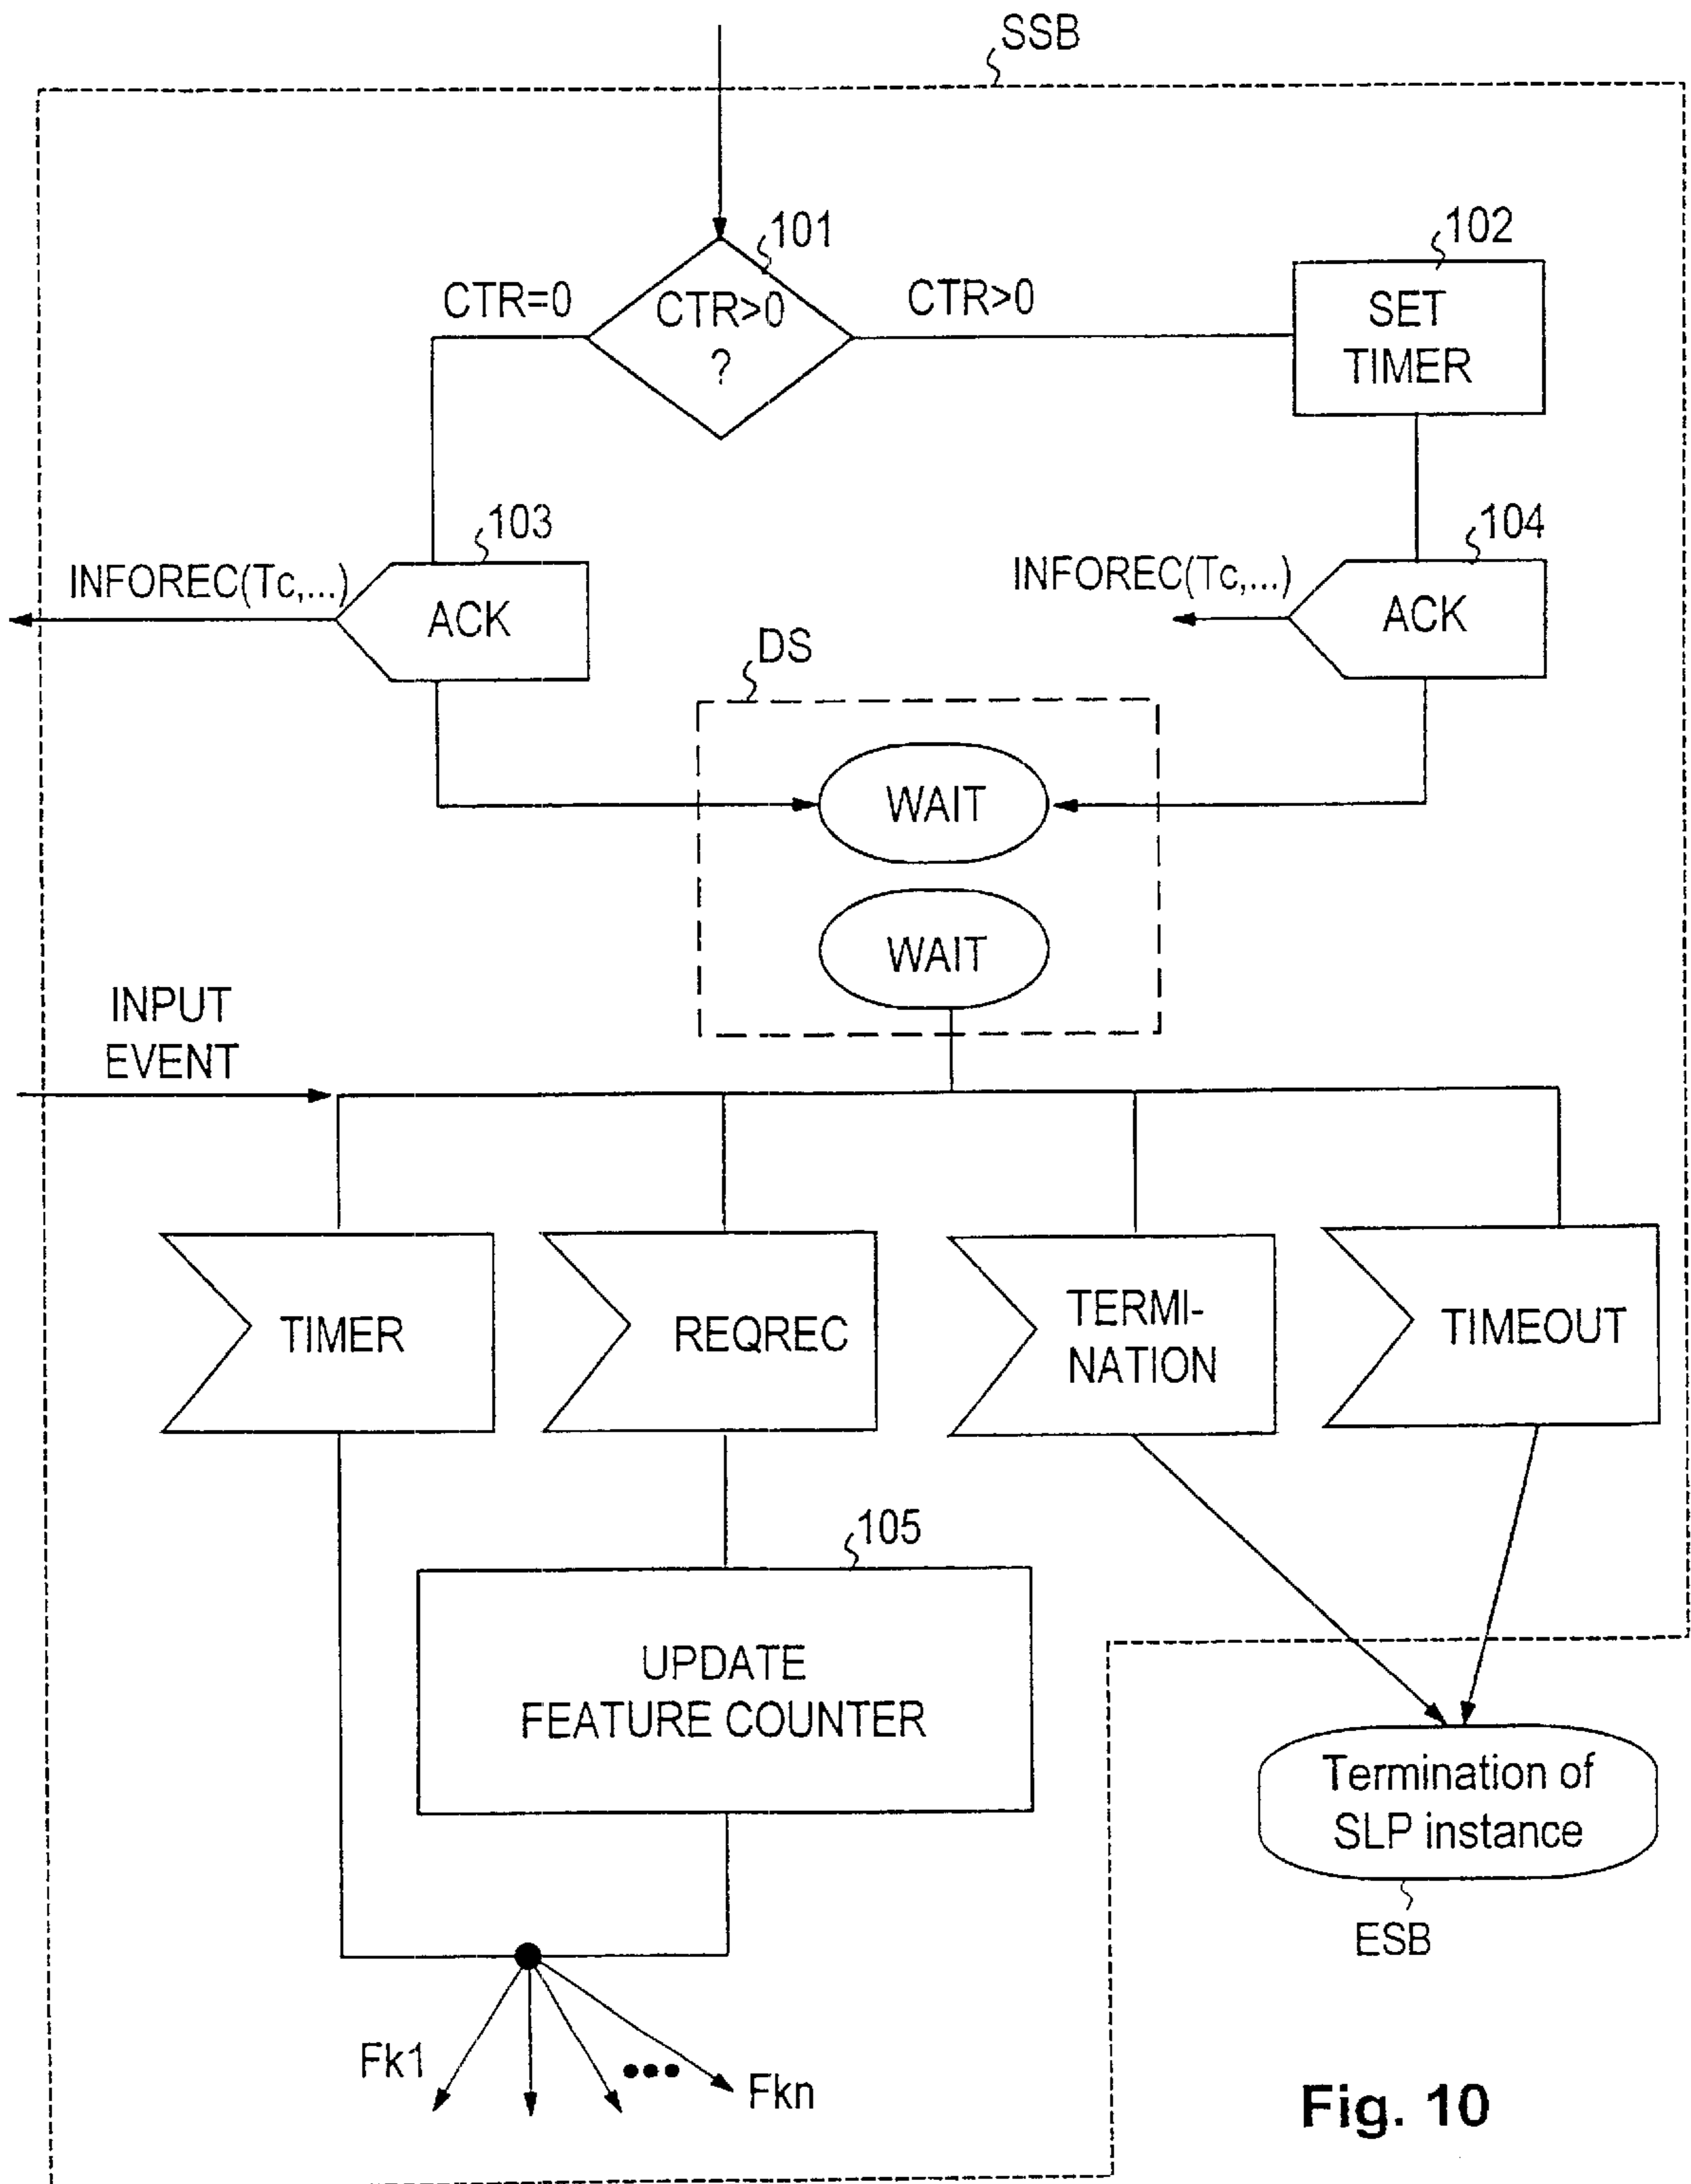 SSB
101
102
CTR=0
CTR>0
?
CTR>0
SET
TIMER
103
104
INFOREC(Tc,...)
ACK
INFOREC(Tc,...)
ACK
DS
WAIT
WAIT
INPUT
EVENT
TIMER
REQREC
TERMI-
NATION
TIMEOUT
105
UPDATE
FEATURE COUNTER
Termination of
SLP instance
ESB
Fk1
•••
Fkn
Fig. 10